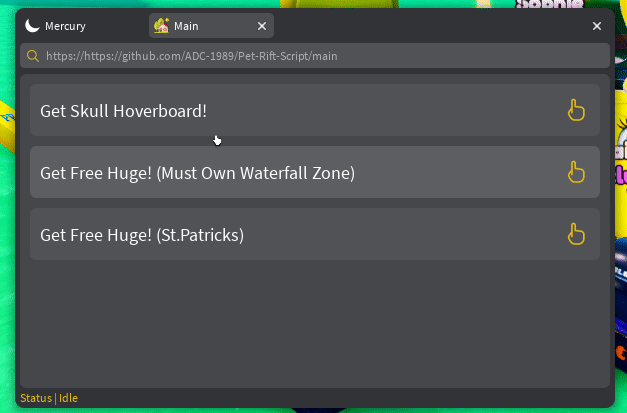 Mercury
Main
https://https://github.com/ADC-1989/Pet-Rift-Script/main
Get Skull Hoverboard!
Get Free Huge! (Must Own Waterfall Zone)
Get Free Huge! (St.Patricks)
Status | Idle